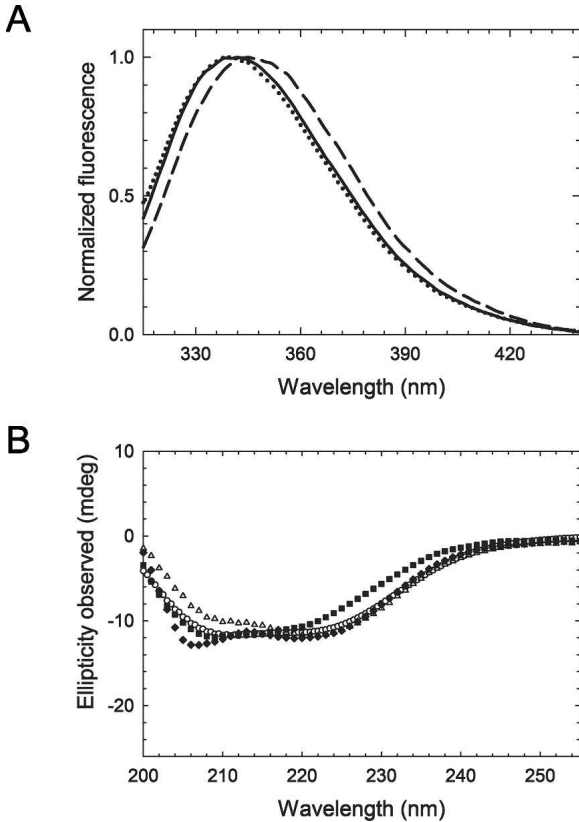 A
Normalized fluorescence
1.0
0.5
0.0
330 360 390 420
Wavelength (nm)
B
Ellipticity observed (mdeg)
10
0
-10
-20
200 210 220 230 240 250
Wavelength (nm)